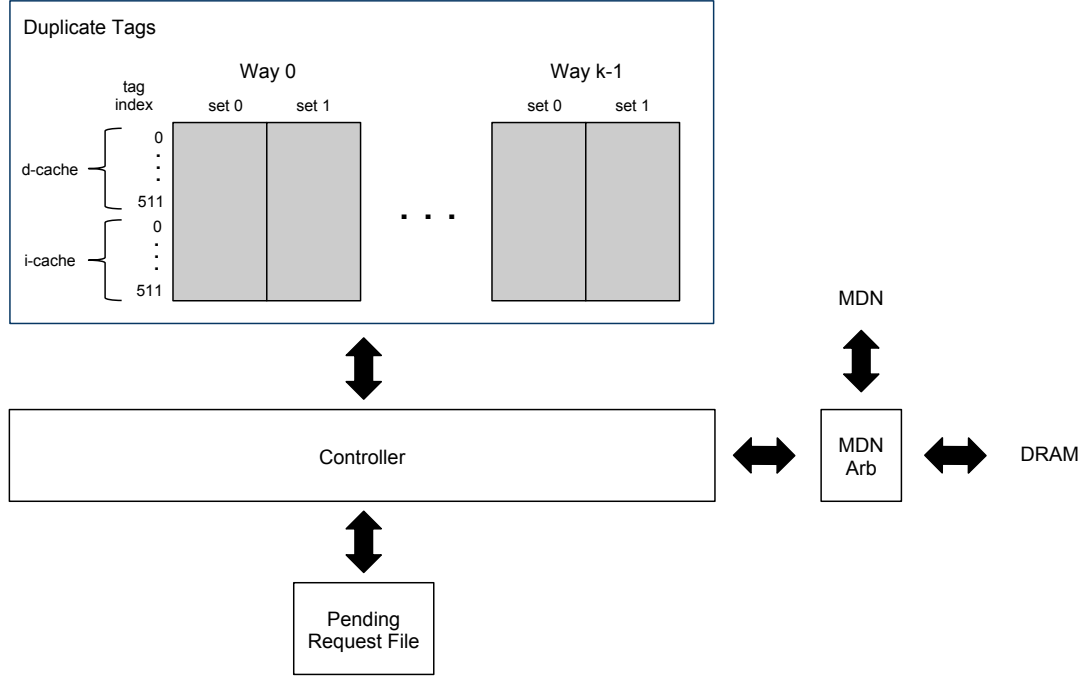 Duplicate Tags
Way 0
Way k-1
tag
index
set 0
set 1
set 0
set 1
0
d-cache
511
. . .
0
i-cache
511
MDN
Controller
MDN
Arb
DRAM
Pending
Request File